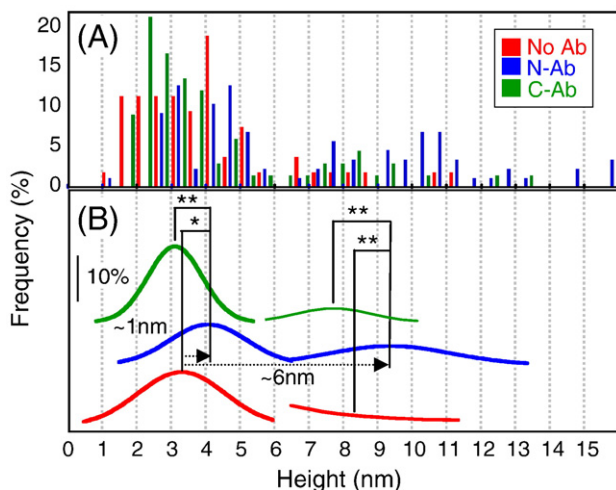 (A)
No Ab
N-Ab
C-Ab
20
15
10
5
0
Frequency (%)
(B)
**
*
**
**
10%
~1nm
~6nm
0 1 2 3 4 5 6 7 8 9 10 11 12 13 14 15
Height (nm)